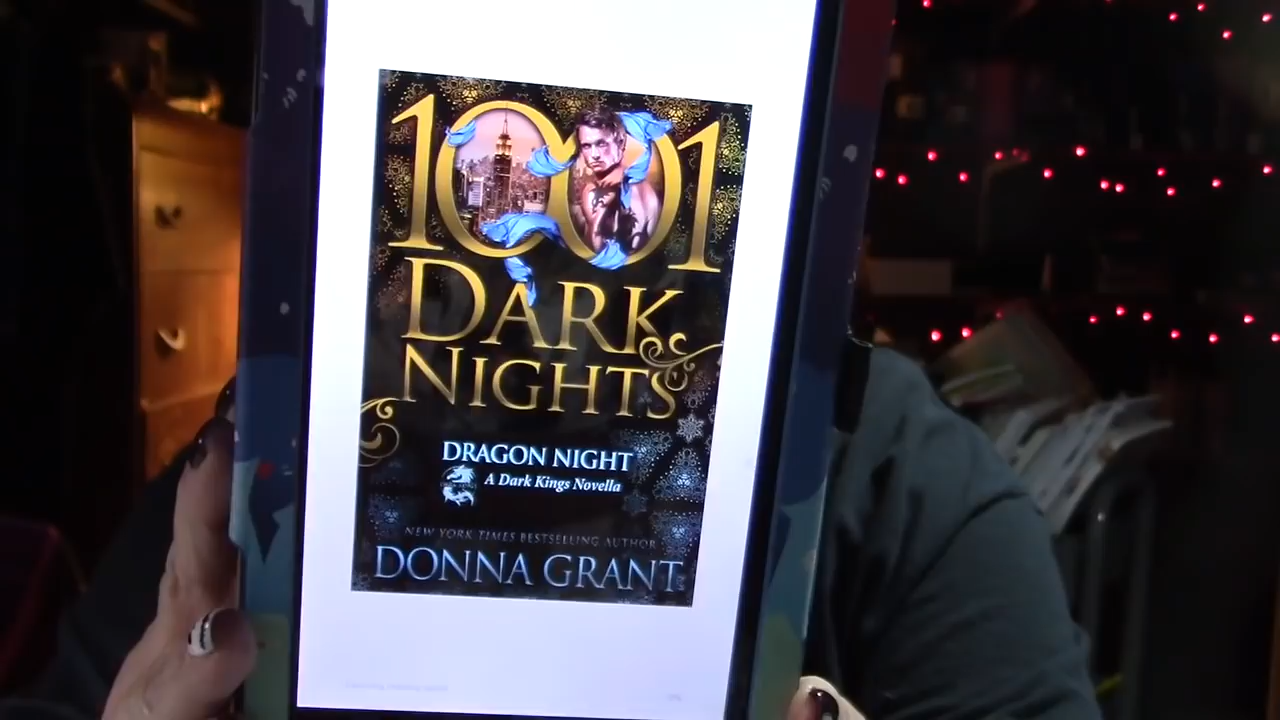 1001
DARK
NIGHTS
DRAGON NIGHT
A Dark Kings Novella
NEW YORK TIMES BESTSELLING AUTHOR
DONNA GRANT